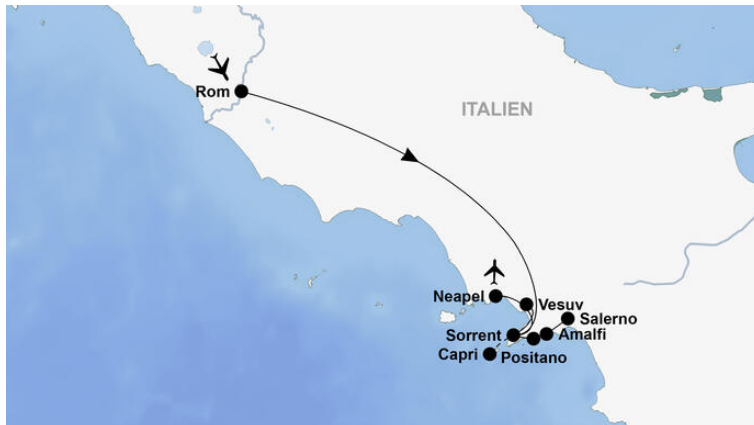 Rom
ITALIEN
Neapel
Vesuv
Salerno
Sorrent
Amalfi
Capri
Positano